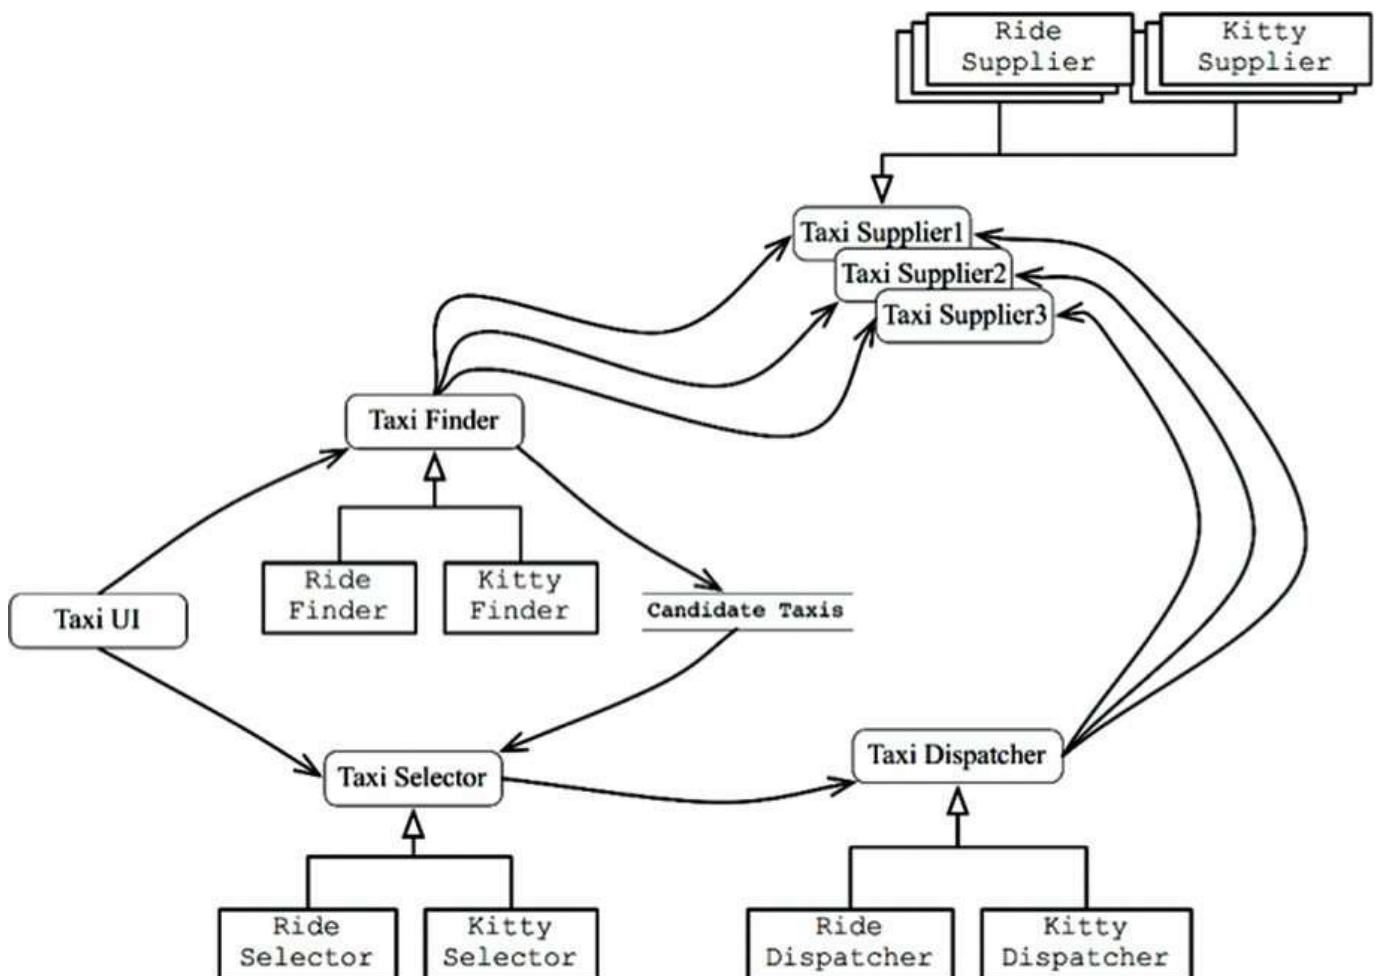 Ride
Supplier
Kitty
Supplier
Taxi Supplier1
Taxi Supplier2
Taxi Supplier3
Taxi Finder
Ride
Finder
Kitty
Finder
Candidate Taxis
Taxi UI
Taxi Selector
Taxi Dispatcher
Ride
Selector
Kitty
Selector
Ride
Dispatcher
Kitty
Dispatcher